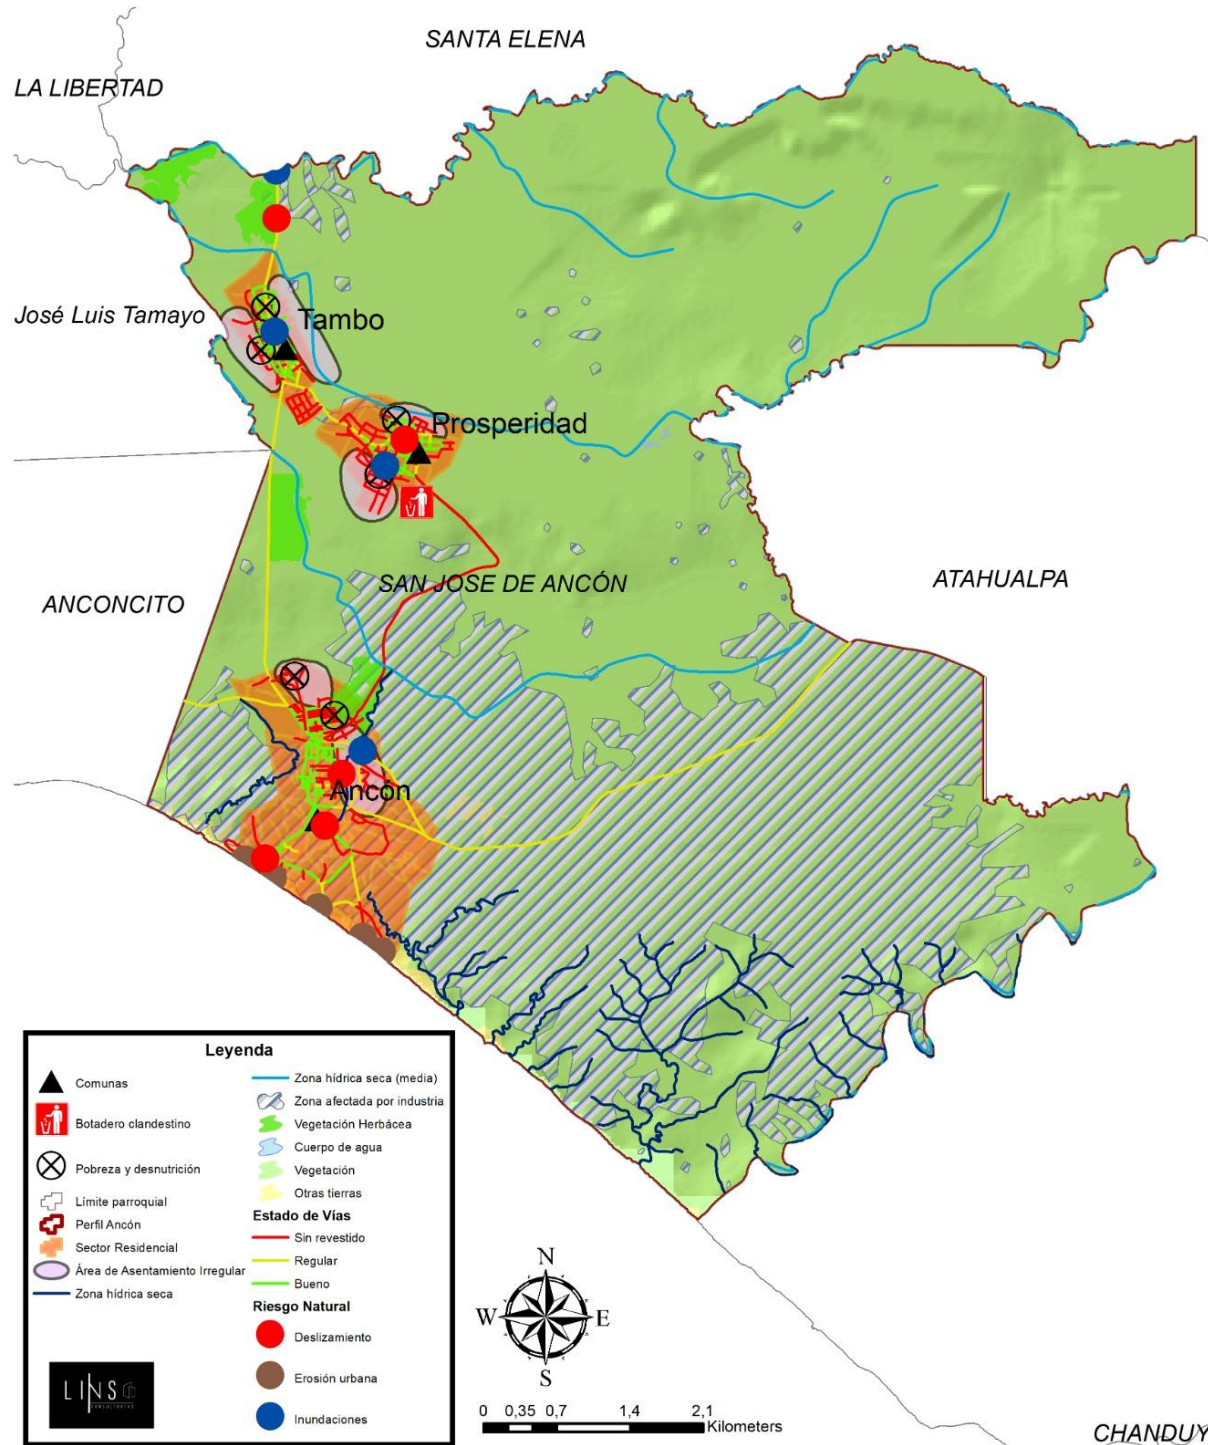 SANTA ELENA
LA LIBERTAD
José Luis Tamayo
Tambo
Prosperidad
SAN JOSE DE ANCÓN
ATAHUALPA
ANCONCITO
Ancón
Leyenda
Comunas
Botadero clandestino
Pobreza y desnutrición
Límite parroquial
Perfil Ancón
Sector Residencial
Área de Asentamiento Irregular
Zona hídrica seca
Zona hídrica seca (media)
Zona afectada por industria
Vegetación Herbácea
Cuerpo de agua
Vegetación
Otras tierras
Estado de Vías
Sin revestido
Regular
Bueno
Riesgo Natural
Deslizamiento
Erosión urbana
Inundaciones
LINS
CONSULTORES
N
W E
S
0 0,35 0,7 1,4 2,1
Kilometers
CHANDUY